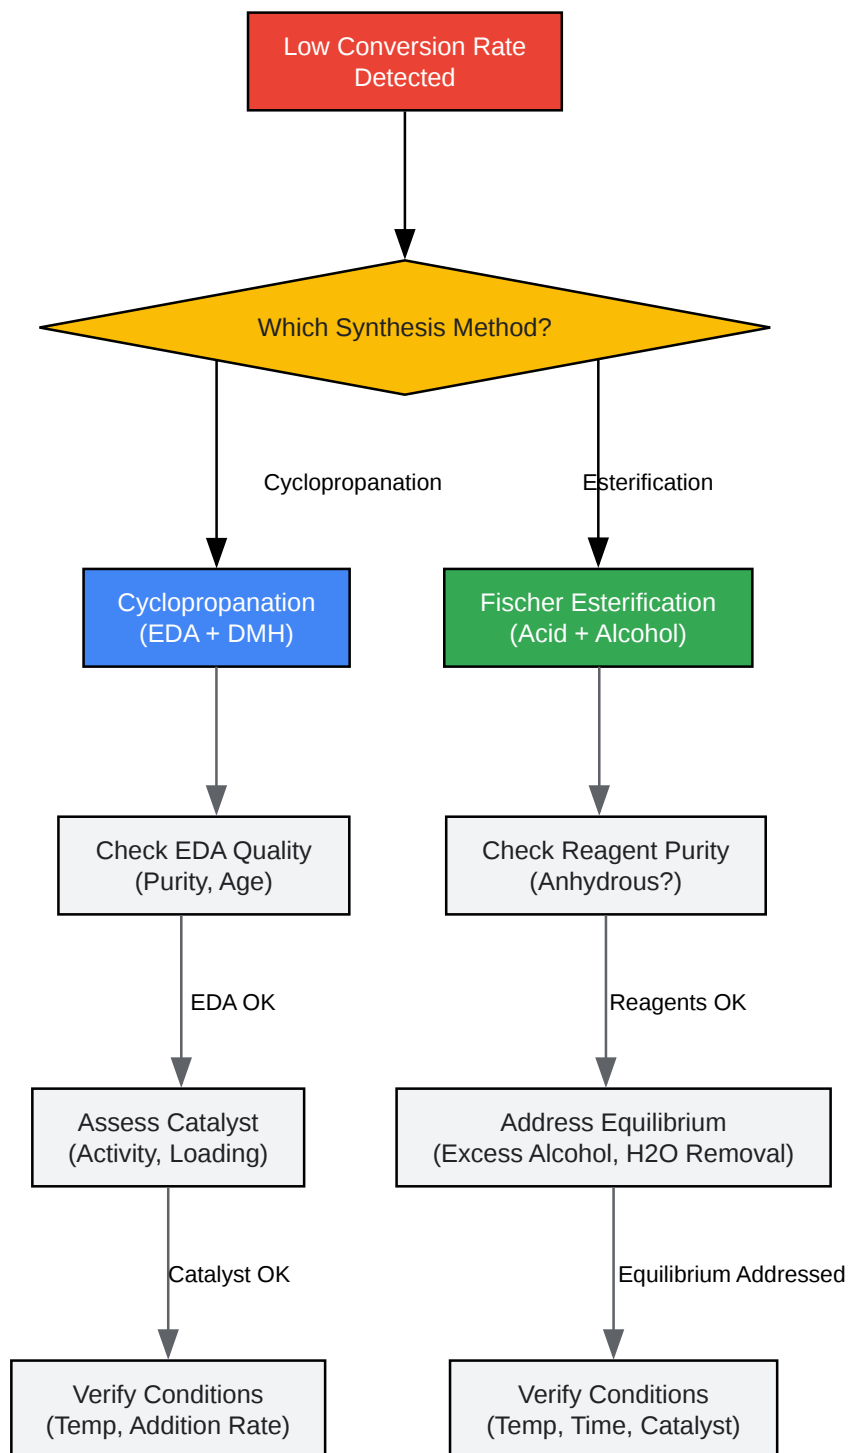 Low Conversion Rate
Detected
Which Synthesis Method?
Cyclopropanation
Esterification
Cyclopropanation
(EDA + DMH)
Fischer Esterification
(Acid + Alcohol)
Check EDA Quality
(Purity, Age)
Check Reagent Purity
(Anhydrous?)
EDA OK
Reagents OK
Assess Catalyst
(Activity, Loading)
Address Equilibrium
(Excess Alcohol, H2O Removal)
Catalyst OK
Equilibrium Addressed
Verify Conditions
(Temp, Addition Rate)
Verify Conditions
(Temp, Time, Catalyst)